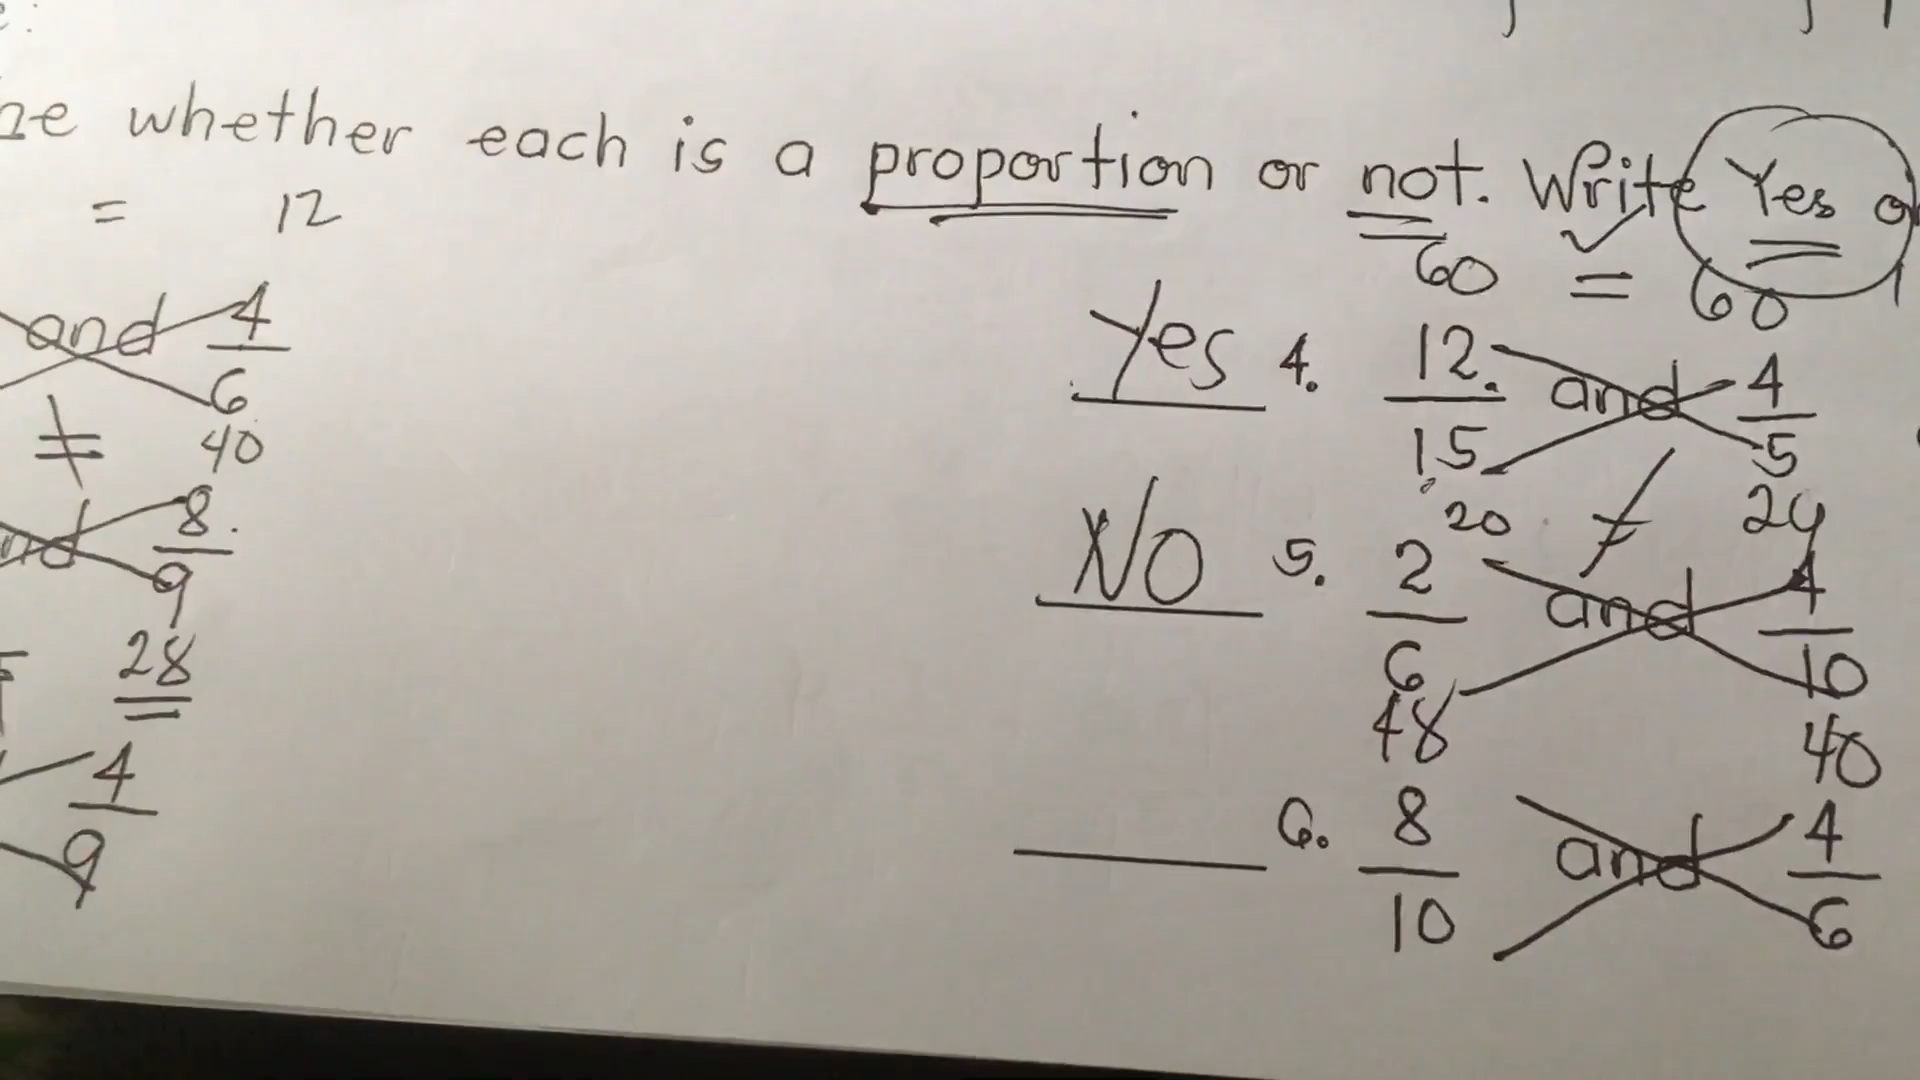 whether each is a proportion or not. Write Yes
= 12
60 = 60
and 4/6
Yes 4. 12/15 and 4/5
≠ 40
20 ≠ 24
8/9
No 5. 2/6 and 4/10
28
48 40
4/9
6. 8/10 and 4/6